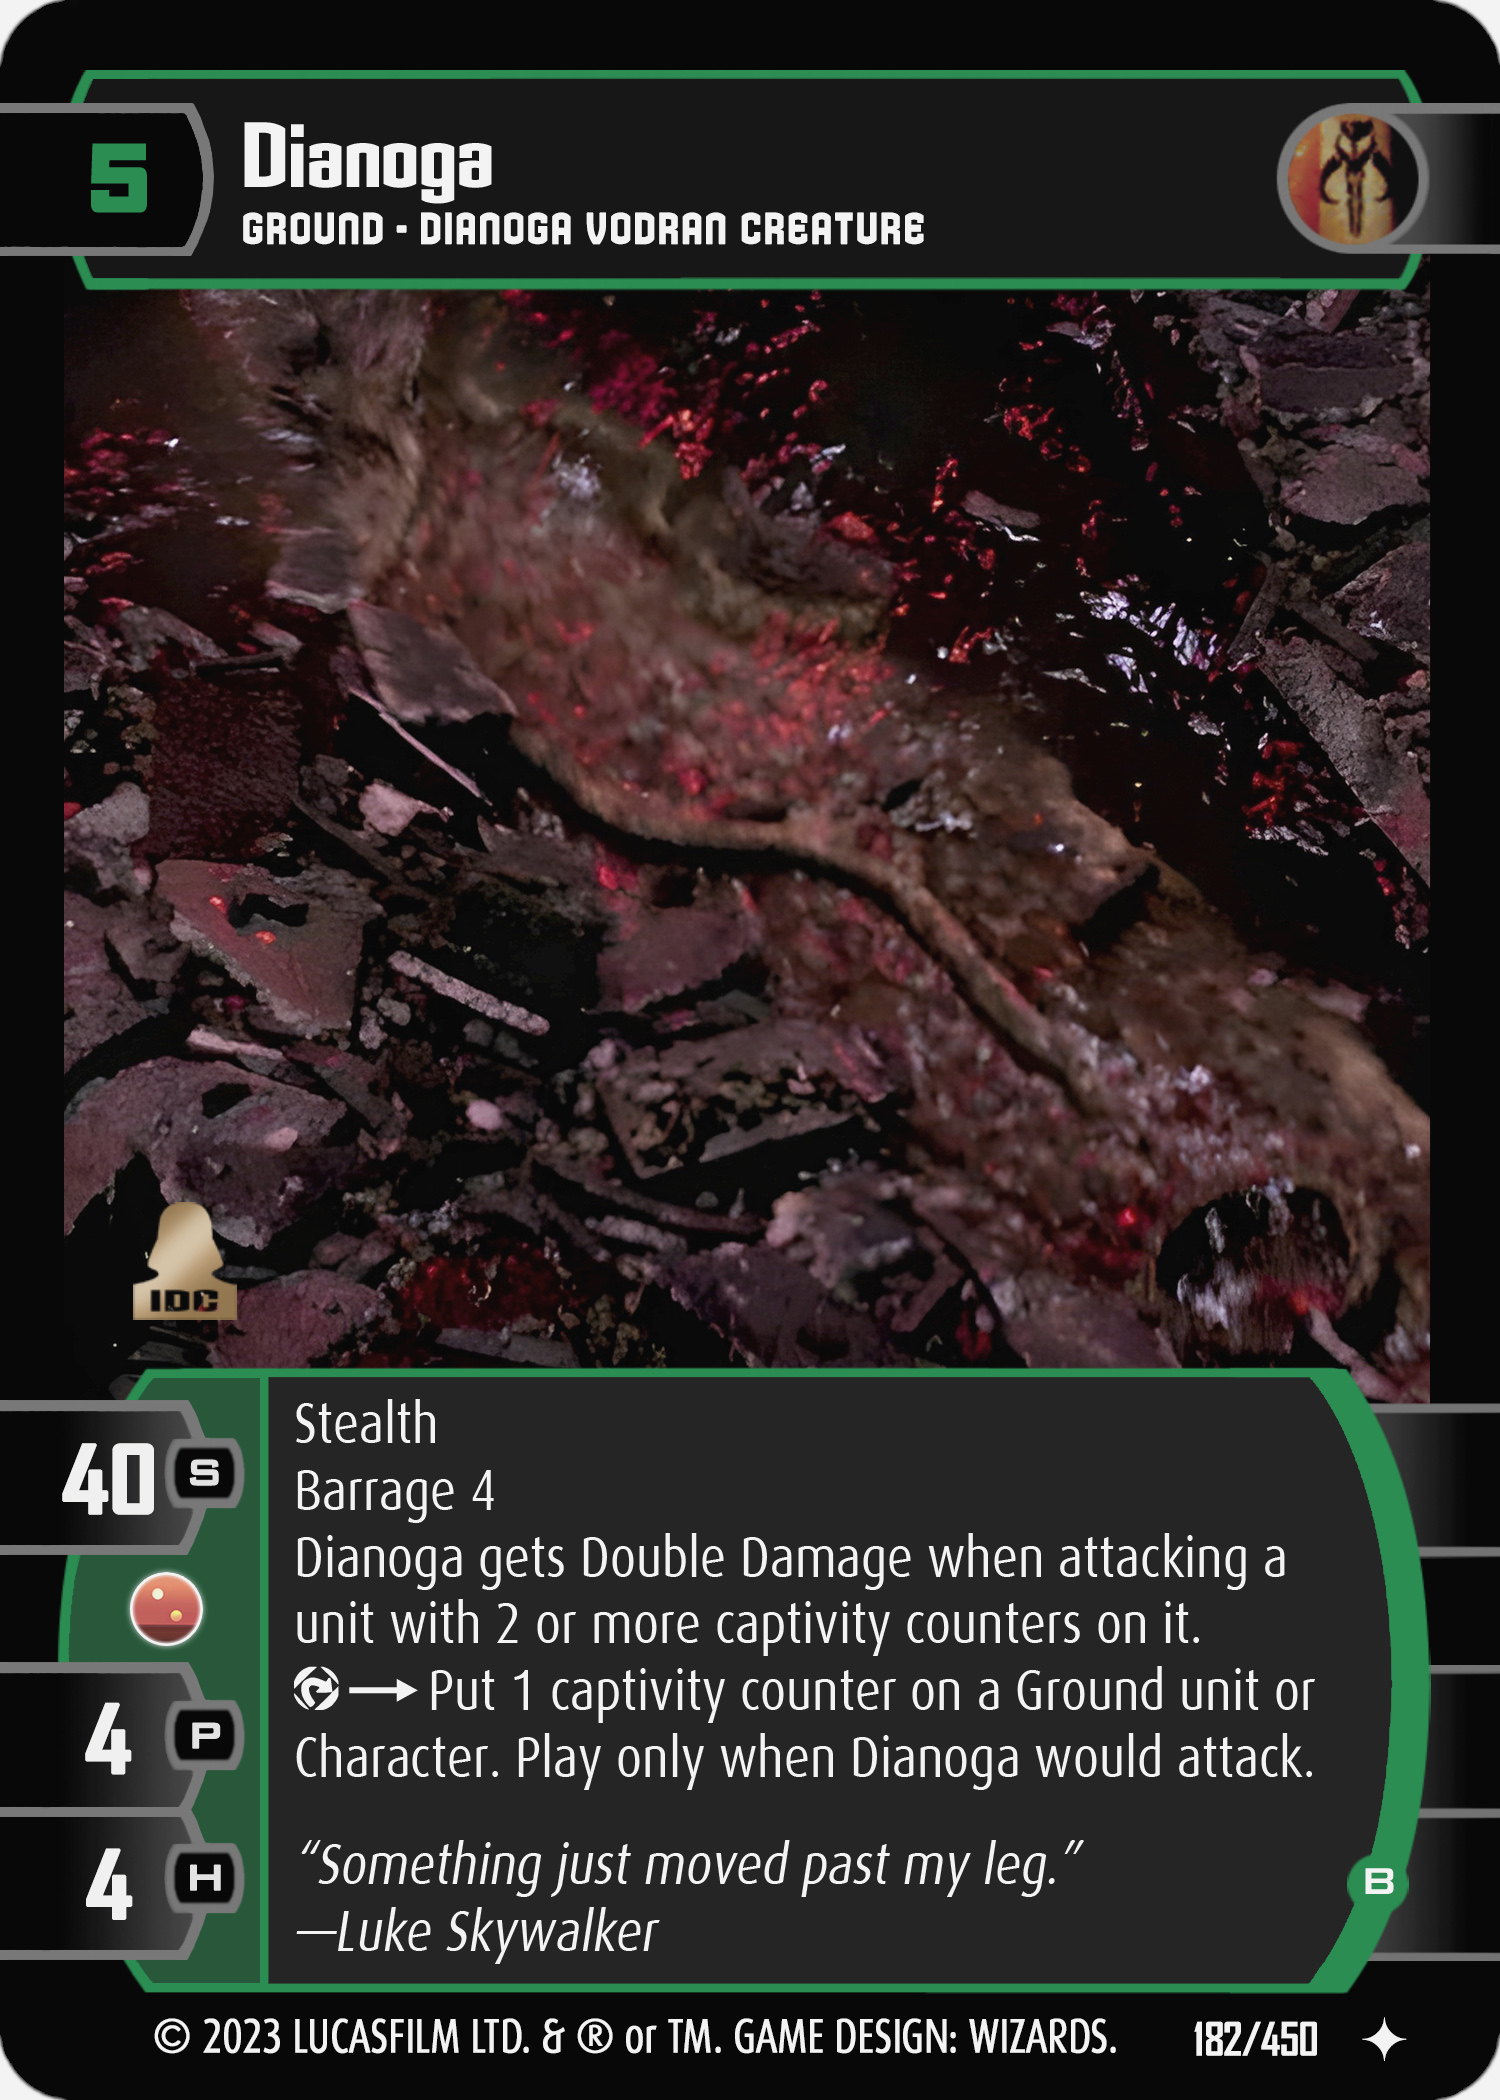 5
Dianoga
GROUND - DIANOGA VODRAN CREATURE
IDC
40 S
Stealth
Barrage 4
Dianoga gets Double Damage when attacking a
unit with 2 or more captivity counters on it.
Put 1 captivity counter on a Ground unit or
Character. Play only when Dianoga would attack.
4 P
4 H
“Something just moved past my leg.”
—Luke Skywalker
B
© 2023 LUCASFILM LTD. & ® or TM. GAME DESIGN: WIZARDS.
182/450